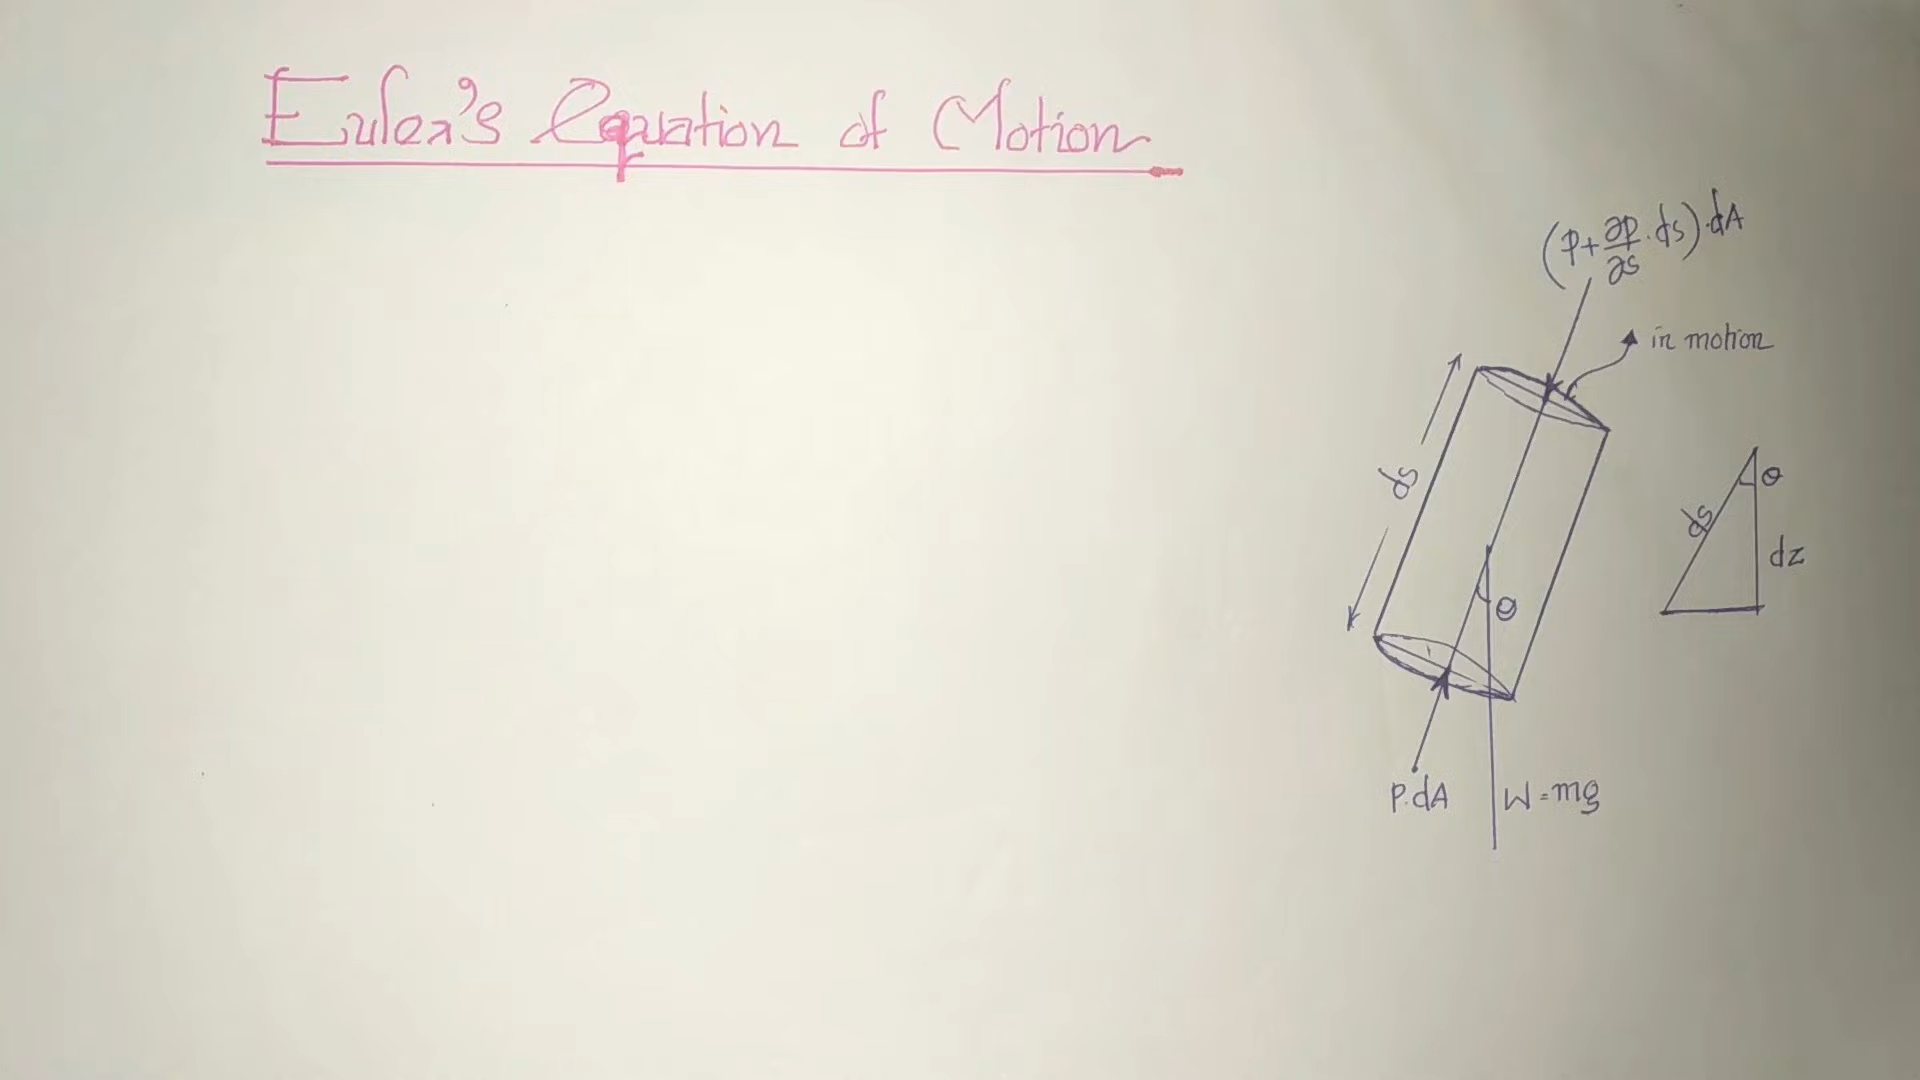 Euler's Equation of Motion
(P+∂P/∂s.ds).dA
in motion
ds
θ
ds
dz
θ
P.dA
W=mg